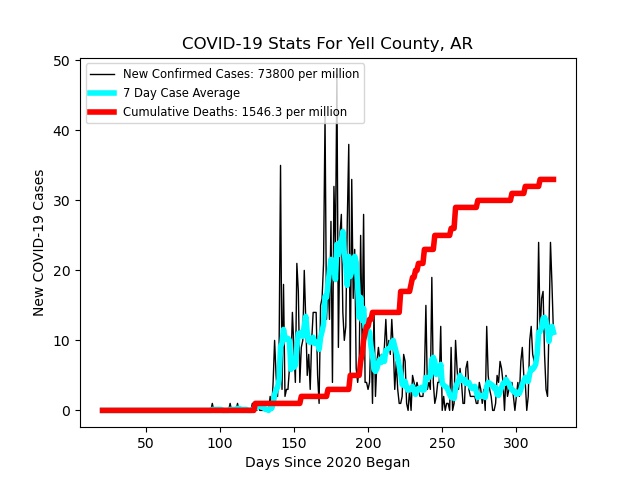 COVID-19 Stats For Yell County, AR
New Confirmed Cases: 73800 per million
7 Day Case Average
Cumulative Deaths: 1546.3 per million
New COVID-19 Cases
50
40
30
20
10
0
50 100 150 200 250 300
Days Since 2020 Began